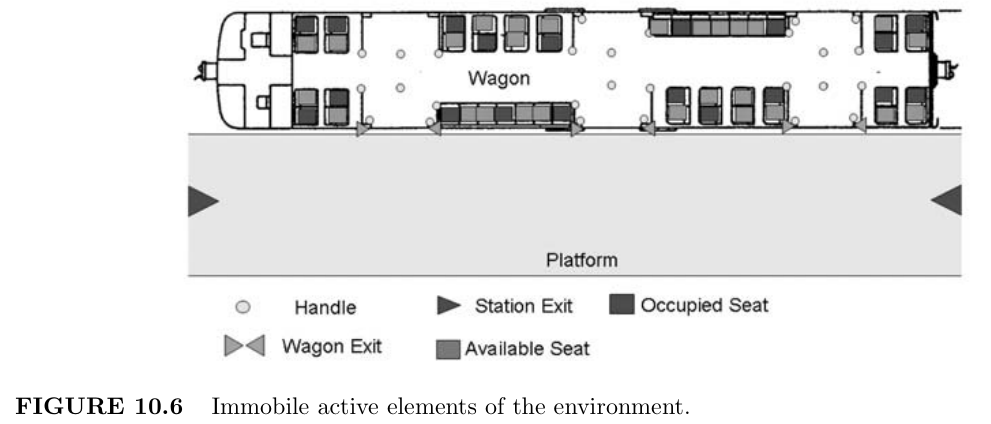 Wagon
Platform
Handle
Station Exit
Occupied Seat
Wagon Exit
Available Seat
FIGURE 10.6 Immobile active elements of the environment.